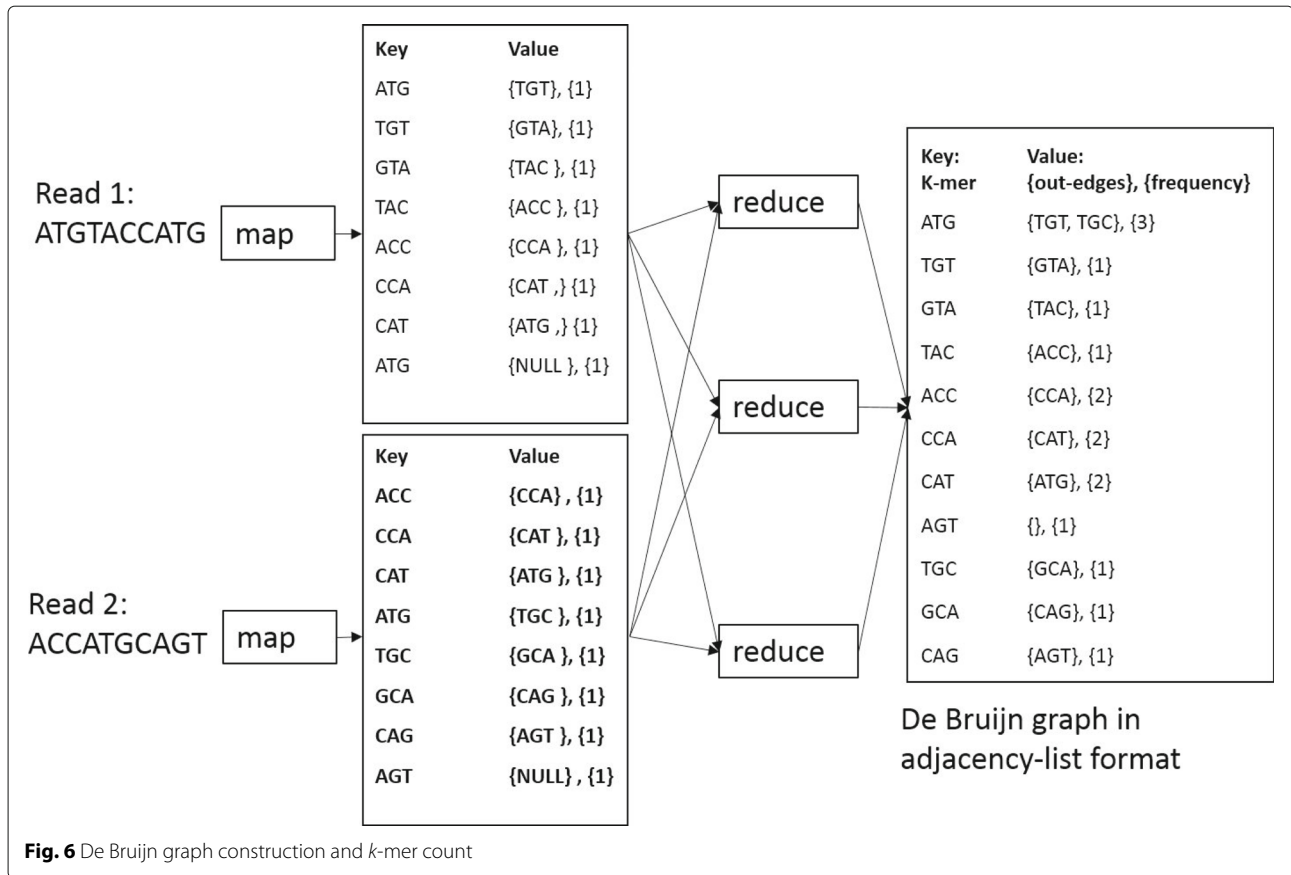 Read 1:
ATGTACCATG
map
Key Value
ATG {TGT}, {1}
TGT {GTA}, {1}
GTA {TAC }, {1}
TAC {ACC }, {1}
ACC {CCA }, {1}
CCA {CAT ,} {1}
CAT {ATG ,} {1}
ATG {NULL }, {1}
Read 2:
ACCATGCAGT
map
Key Value
ACC {CCA} , {1}
CCA {CAT }, {1}
CAT {ATG }, {1}
ATG {TGC }, {1}
TGC {GCA }, {1}
GCA {CAG }, {1}
CAG {AGT }, {1}
AGT {NULL} , {1}
reduce
reduce
reduce
Key: Value:
K-mer {out-edges}, {frequency}
ATG {TGT, TGC}, {3}
TGT {GTA}, {1}
GTA {TAC}, {1}
TAC {ACC}, {1}
ACC {CCA}, {2}
CCA {CAT}, {2}
CAT {ATG}, {2}
AGT {}, {1}
TGC {GCA}, {1}
GCA {CAG}, {1}
CAG {AGT}, {1}
De Bruijn graph in
adjacency-list format
Fig. 6 De Bruijn graph construction and k-mer count